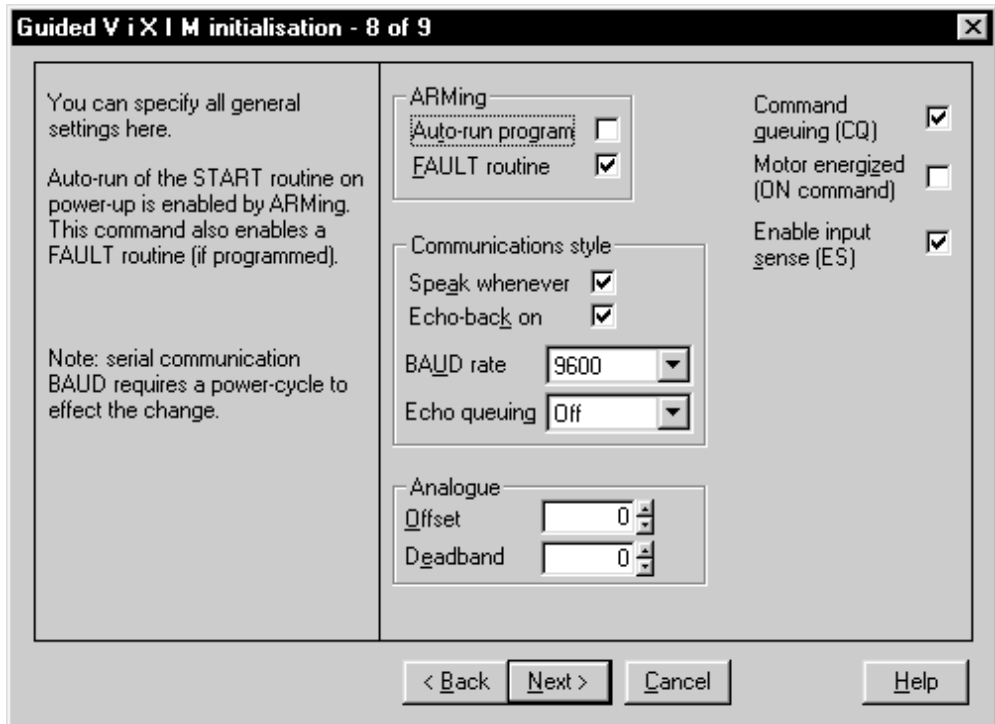 Guided V i X I M initialisation - 8 of 9
You can specify all general
settings here.
Auto-run of the START routine on
power-up is enabled by ARMing.
This command also enables a
FAULT routine (if programmed).
Note: serial communication
BAUD requires a power-cycle to
effect the change.
ARMing
Auto-run program
FAULT routine
Communications style
Speak whenever
Echo-back on
BAUD rate
9600
Echo queuing
Off
Analogue
Offset
0
Deadband
0
Command
queuing (CQ)
Motor energized
(ON command)
Enable input
sense (ES)
< Back
Next >
Cancel
Help